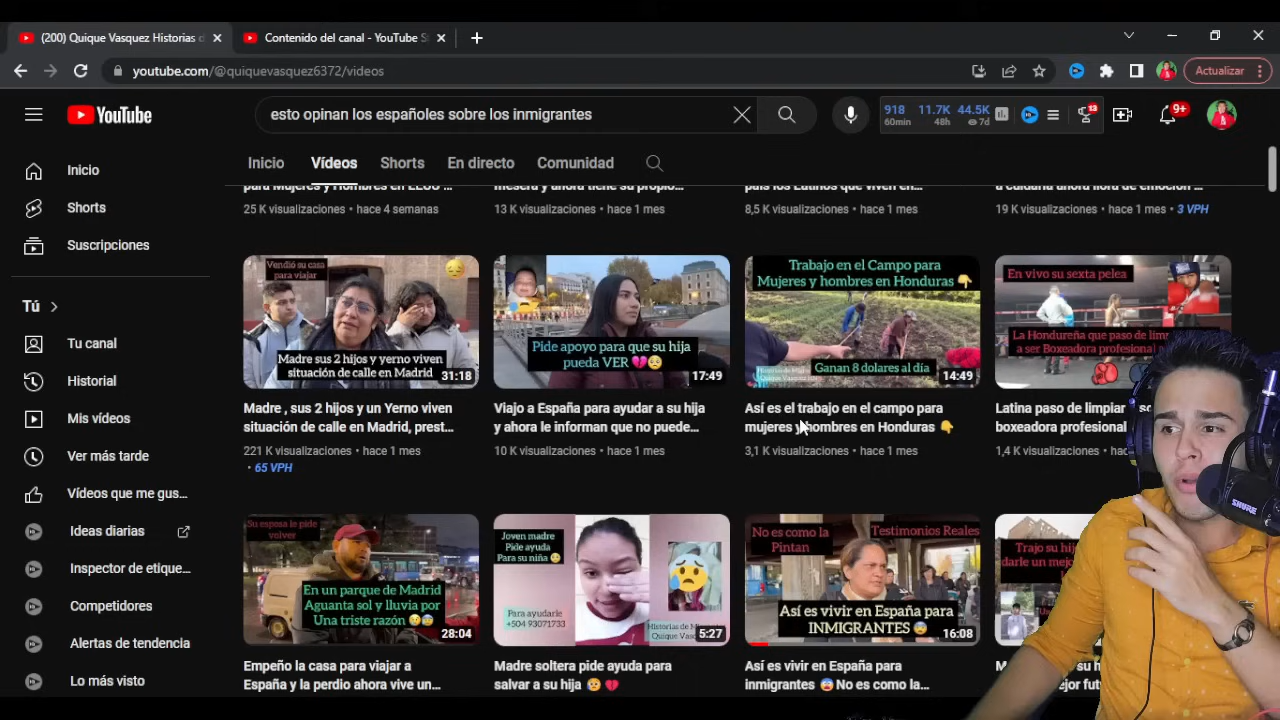 (200) Quique Vasquez Historias d
Contenido del canal - YouTube S
Actualizar
youtube.com/@quiquevasquez6372/videos
YouTube
esto opinan los españoles sobre los inmigrantes
918 11.7K 44.5K
60min 48h 7d
13
9+
Inicio
Vídeos
Shorts
En directo
Comunidad
Inicio
Shorts
Suscripciones
Tú
Tu canal
Historial
Mis vídeos
Ver más tarde
Vídeos que me gus...
Ideas diarias
Inspector de etique...
Competidores
Alertas de tendencia
Lo más visto
para Mujeres y Hombres en EEUU ...
25 K visualizaciones • hace 4 semanas
mesera y ahora tiene su propio...
13 K visualizaciones • hace 1 mes
país los Latinos que viven en...
8,5 K visualizaciones • hace 1 mes
a cuidarla ahora llora de emoción ...
19 K visualizaciones • hace 1 mes • 3 VPH
Vendió su casa
para viajar
Madre sus 2 hijos y yerno viven
situación de calle en Madrid
31:18
Madre , sus 2 hijos y un Yerno viven
situación de calle en Madrid, prest...
221 K visualizaciones • hace 1 mes
• 65 VPH
Pide apoyo para que su hija
pueda VER
17:49
Viajo a España para ayudar a su hija
y ahora le informan que no puede...
10 K visualizaciones • hace 1 mes
Trabajo en el Campo para
Mujeres y hombres en Honduras
Ganan 8 dolares al día
Quique Vasquez HN
14:49
Así es el trabajo en el campo para
mujeres y hombres en Honduras
3,1 K visualizaciones • hace 1 mes
En vivo su sexta pelea
La Hondureña que paso de limp
a ser Boxeadora profesional
Latina paso de limpiar
boxeadora profesional
1,4 K visualizaciones • hace 1
Su esposa le pide
volver
En un parque de Madrid
Aguanta sol y lluvia por
Una triste razón
28:04
Empeño la casa para viajar a
España y la perdio ahora vive un...
Joven madre
Pide ayuda
Para su niña
Para ayudarle
+504 93071733
Historias de
Quique Vas
5:27
Madre soltera pide ayuda para
salvar a su hija
No es como la
Pintan
Testimonios Reales
Así es vivir en España para
INMIGRANTES
16:08
Así es vivir en España para
inmigrantes No es como la...
Trajo su hij
darle un mejo
SHURE